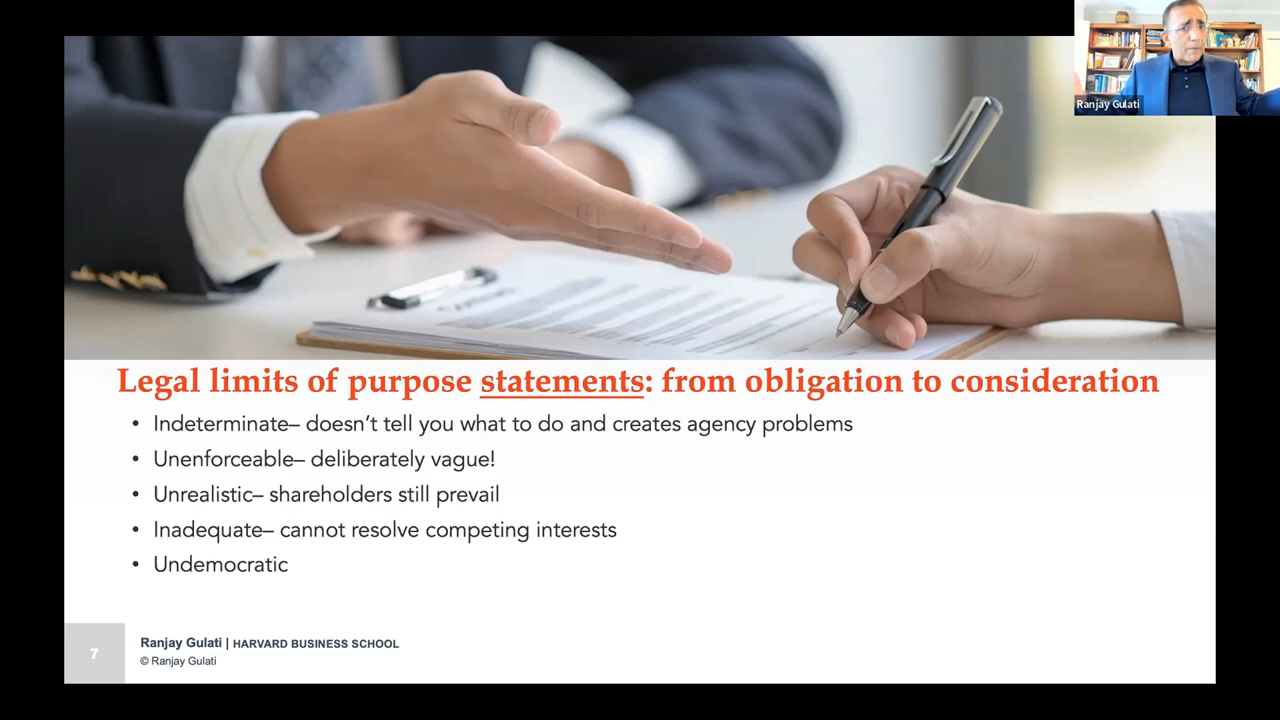 Ranjay Gulati
Legal limits of purpose statements: from obligation to consideration
• Indeterminate– doesn’t tell you what to do and creates agency problems
• Unenforceable– deliberately vague!
• Unrealistic– shareholders still prevail
• Inadequate– cannot resolve competing interests
• Undemocratic
7
Ranjay Gulati | HARVARD BUSINESS SCHOOL
© Ranjay Gulati